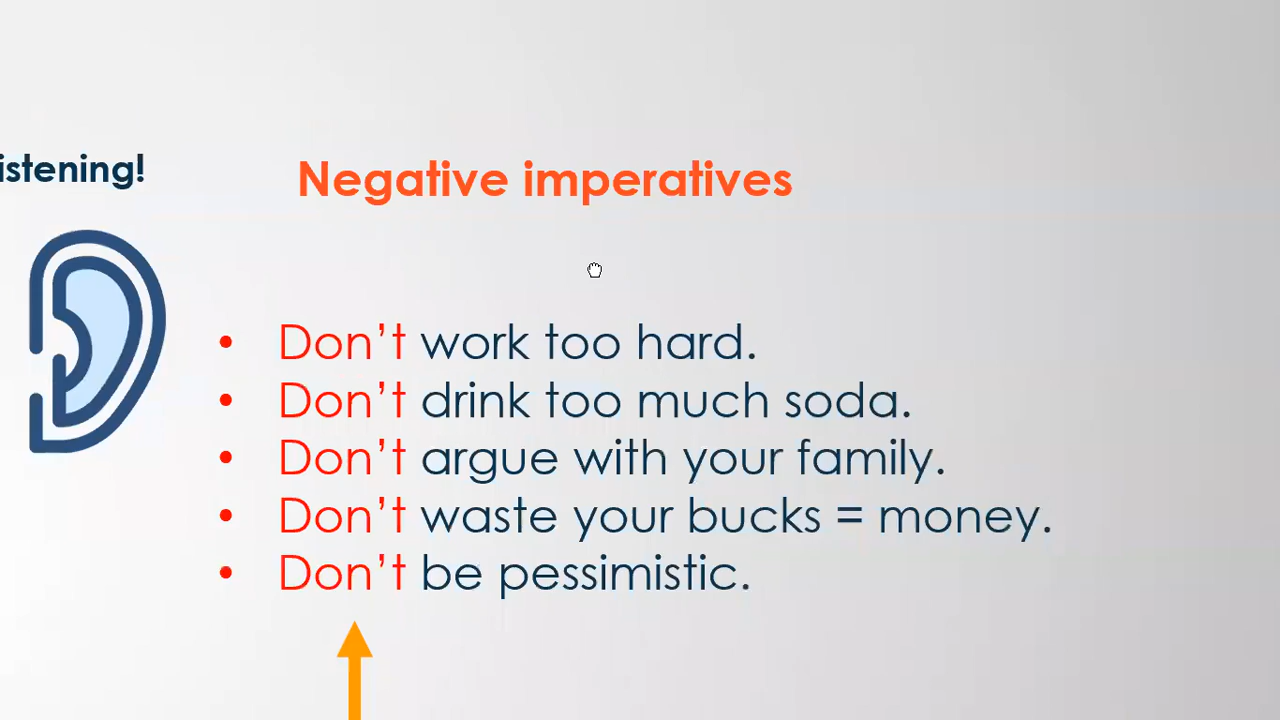 istening!
Negative imperatives
• Don't work too hard.
• Don't drink too much soda.
• Don't argue with your family.
• Don't waste your bucks = money.
• Don't be pessimistic.